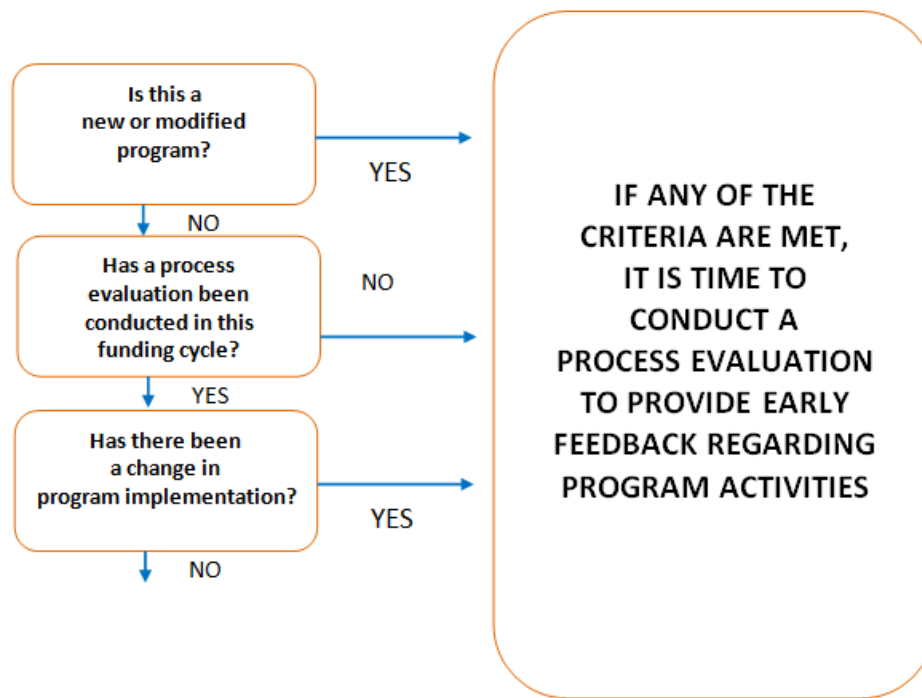 Is this a
new or modified
program?
YES
NO
Has a process
evaluation been
conducted in this
funding cycle?
NO
YES
Has there been
a change in
program implementation?
YES
NO
IF ANY OF THE
CRITERIA ARE MET,
IT IS TIME TO
CONDUCT A
PROCESS EVALUATION
TO PROVIDE EARLY
FEEDBACK REGARDING
PROGRAM ACTIVITIES